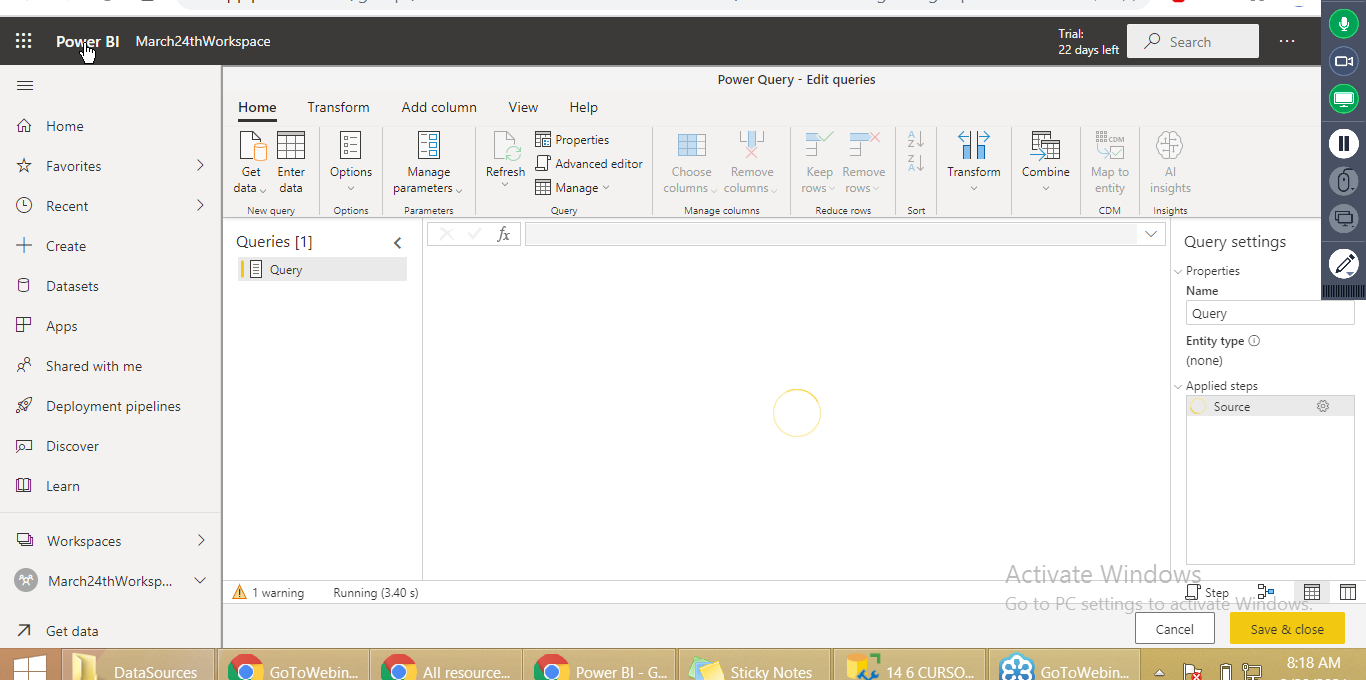 Power BI March24thWorkspace
Trial:
22 days left
Search
Power Query - Edit queries
Home
Favorites
Recent
Create
Datasets
Apps
Shared with me
Deployment pipelines
Discover
Learn
Workspaces
March24thWorksp...
Get data
Home Transform Add column View Help
Get
data
Enter
data
New query
Options
Options
Manage
parameters
Parameters
Refresh
Properties
Advanced editor
Manage
Query
Choose
columns
Remove
columns
Manage columns
Keep
rows
Remove
rows
Reduce rows
A
Z
Z
A
Sort
Transform
Combine
CDM
Map to
entity
CDM
AI
insights
Insights
Queries [1]
Query
fx
Query settings
Properties
Name
Query
Entity type
(none)
Applied steps
Source
1 warning Running (3.40 s)
Step
Activate Windows
Go to PC settings to activate Windows.
Cancel Save & close
DataSources
GoToWebin...
All resource...
Power BI - G...
Sticky Notes
14 6 CURSO...
GoToWebin...
8:18 AM